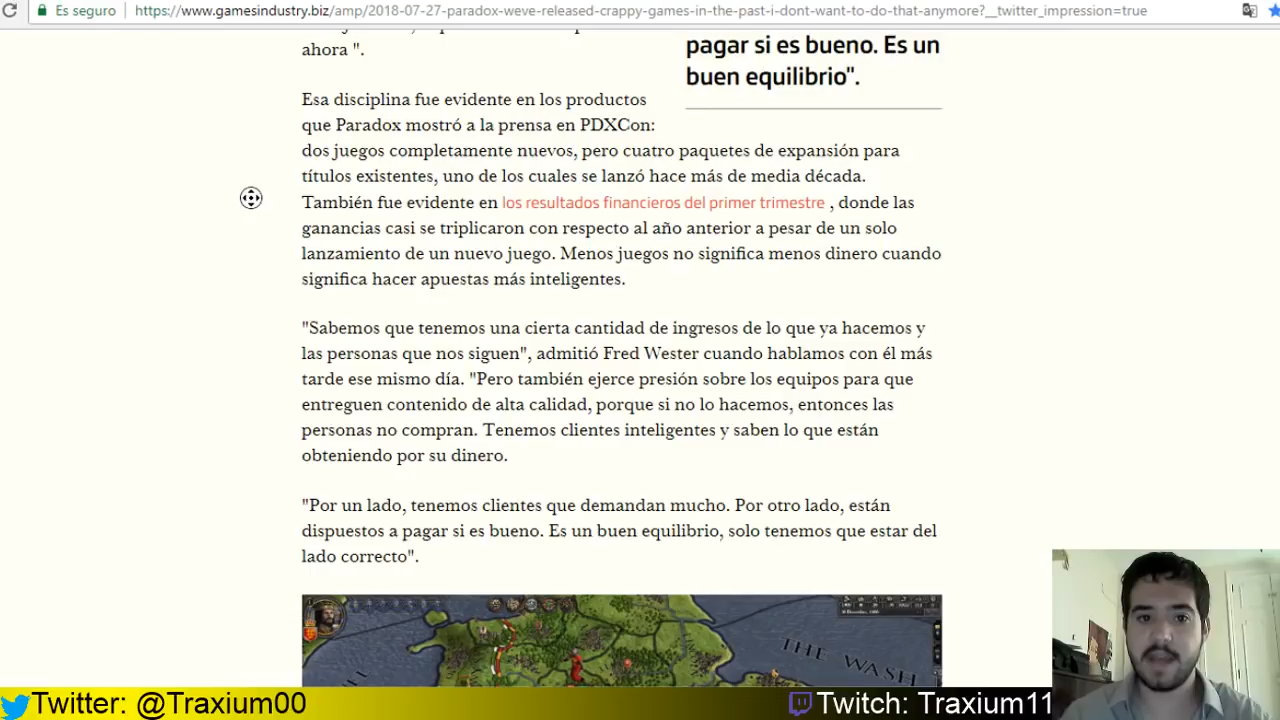 Es seguro
https://www.gamesindustry.biz/amp/2018-07-27-paradox-weve-released-crappy-games-in-the-past-i-dont-want-to-do-that-anymore?__twitter_impression=true
ahora ".
pagar si es bueno. Es un
buen equilibrio".
Esa disciplina fue evidente en los productos
que Paradox mostró a la prensa en PDXCon:
dos juegos completamente nuevos, pero cuatro paquetes de expansión para
títulos existentes, uno de los cuales se lanzó hace más de media década.
También fue evidente en los resultados financieros del primer trimestre , donde las
ganancias casi se triplicaron con respecto al año anterior a pesar de un solo
lanzamiento de un nuevo juego. Menos juegos no significa menos dinero cuando
significa hacer apuestas más inteligentes.
"Sabemos que tenemos una cierta cantidad de ingresos de lo que ya hacemos y
las personas que nos siguen", admitió Fred Wester cuando hablamos con él más
tarde ese mismo día. "Pero también ejerce presión sobre los equipos para que
entreguen contenido de alta calidad, porque si no lo hacemos, entonces las
personas no compran. Tenemos clientes inteligentes y saben lo que están
obteniendo por su dinero.
"Por un lado, tenemos clientes que demandan mucho. Por otro lado, están
dispuestos a pagar si es bueno. Es un buen equilibrio, solo tenemos que estar del
lado correcto".
THE WASH
Twitter: @Traxium00
Twitch: Traxium11